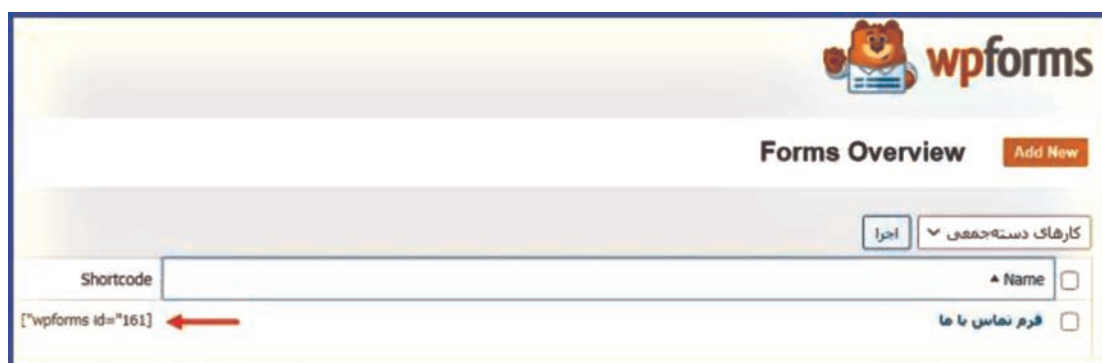 wpforms
Forms Overview Add New
کارهای دسته‌جمعی اجرا
Name Shortcode
فرم تماس با ما ["wpforms id="161]